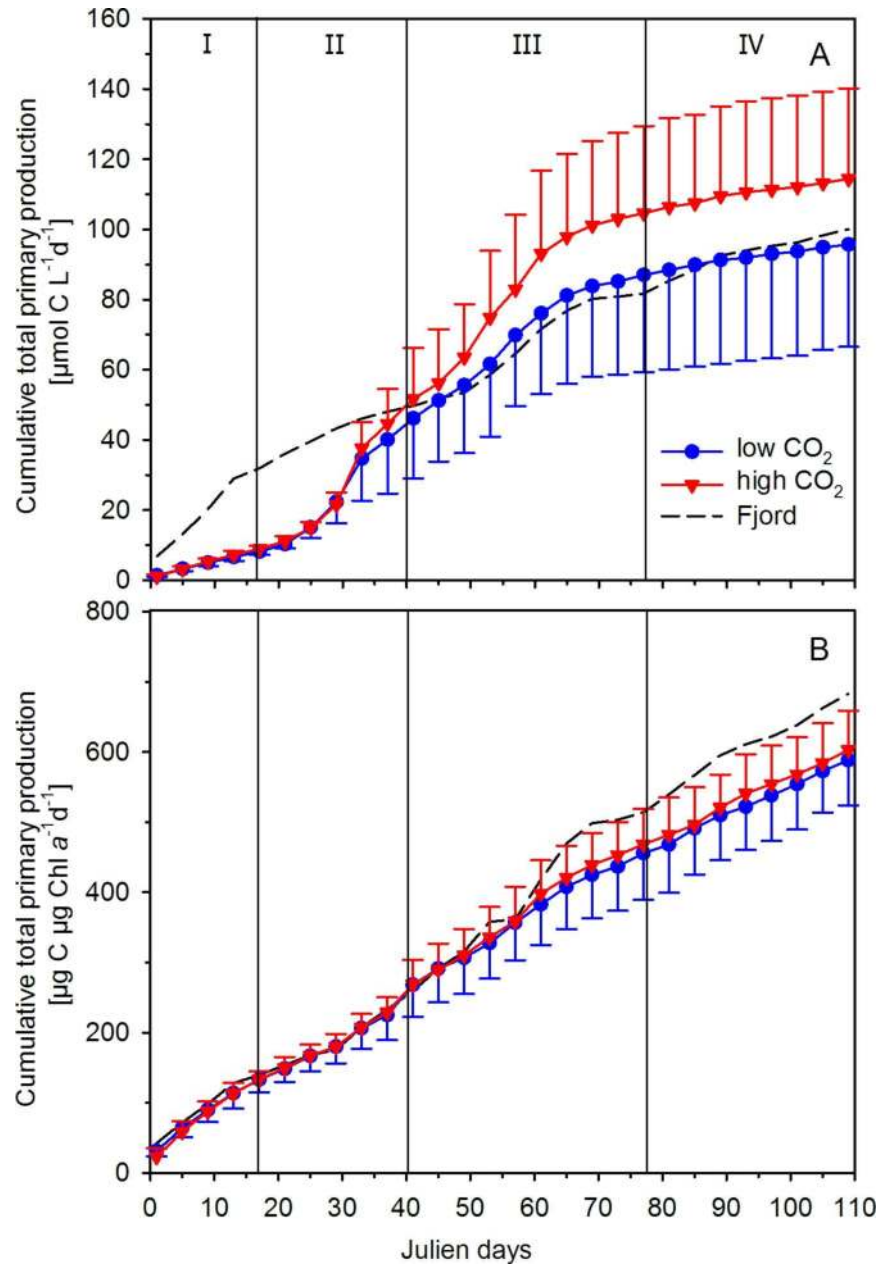 I II III IV A
160
140
120
100
80
60
40
20
0
Cumulative total primary production
[µmol C L⁻¹d⁻¹]
low CO₂
high CO₂
Fjord
B
800
600
400
200
0
Cumulative total primary production
[µg C µg Chl a⁻¹d⁻¹]
0 10 20 30 40 50 60 70 80 90 100 110
Julien days